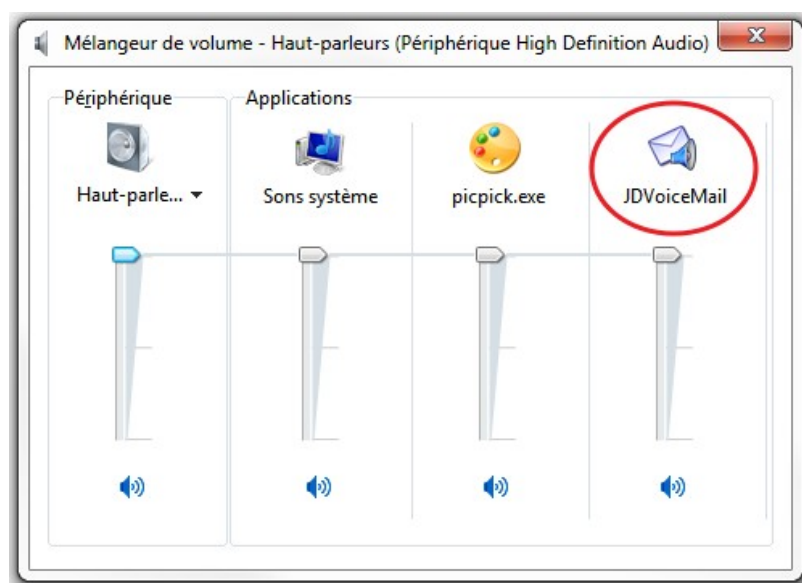 Mélangeur de volume - Haut-parleurs (Périphérique High Definition Audio)
Périphérique
Applications
Haut-parle...
Sons système
picpick.exe
JDVoiceMail